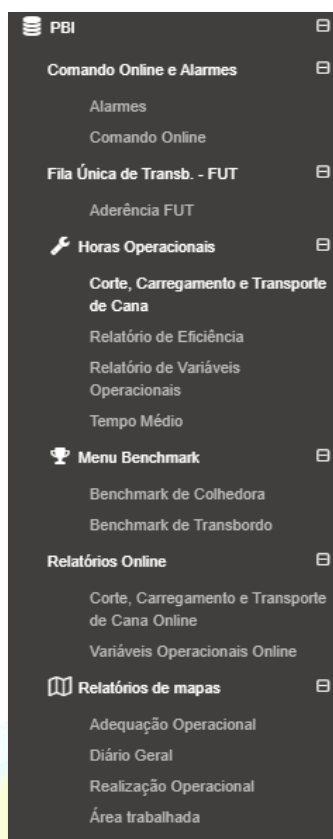 PBI
Comando Online e Alarmes
Alarmes
Comando Online
Fila Única de Transb. - FUT
Aderência FUT
Horas Operacionais
Corte, Carregamento e Transporte
de Cana
Relatório de Eficiência
Relatório de Variáveis
Operacionais
Tempo Médio
Menu Benchmark
Benchmark de Colhedora
Benchmark de Transbordo
Relatórios Online
Corte, Carregamento e Transporte
de Cana Online
Variáveis Operacionais Online
Relatórios de mapas
Adequação Operacional
Diário Geral
Realização Operacional
Área trabalhada